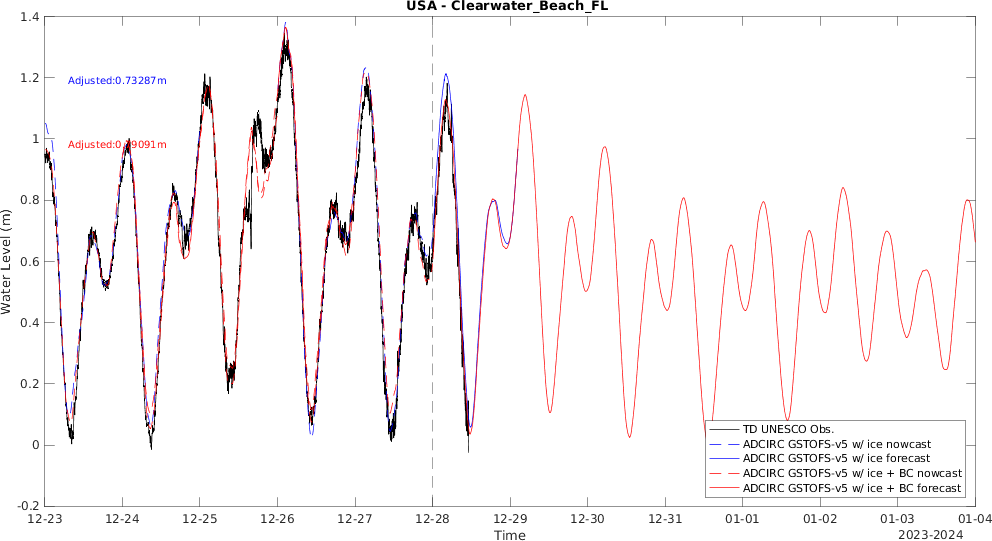 USA - Clearwater_Beach_FL
1.4
1.2
1
0.8
0.6
0.4
0.2
0
-0.2
Water Level (m)
Adjusted:0.73287m
Adjusted:0.69091m
TD UNESCO Obs.
ADCIRC GSTOFS-v5 w/ ice nowcast
ADCIRC GSTOFS-v5 w/ ice forecast
ADCIRC GSTOFS-v5 w/ ice + BC nowcast
ADCIRC GSTOFS-v5 w/ ice + BC forecast
12-23 12-24 12-25 12-26 12-27 12-28 12-29 12-30 12-31 01-01 01-02 01-03 01-04
Time
2023-2024